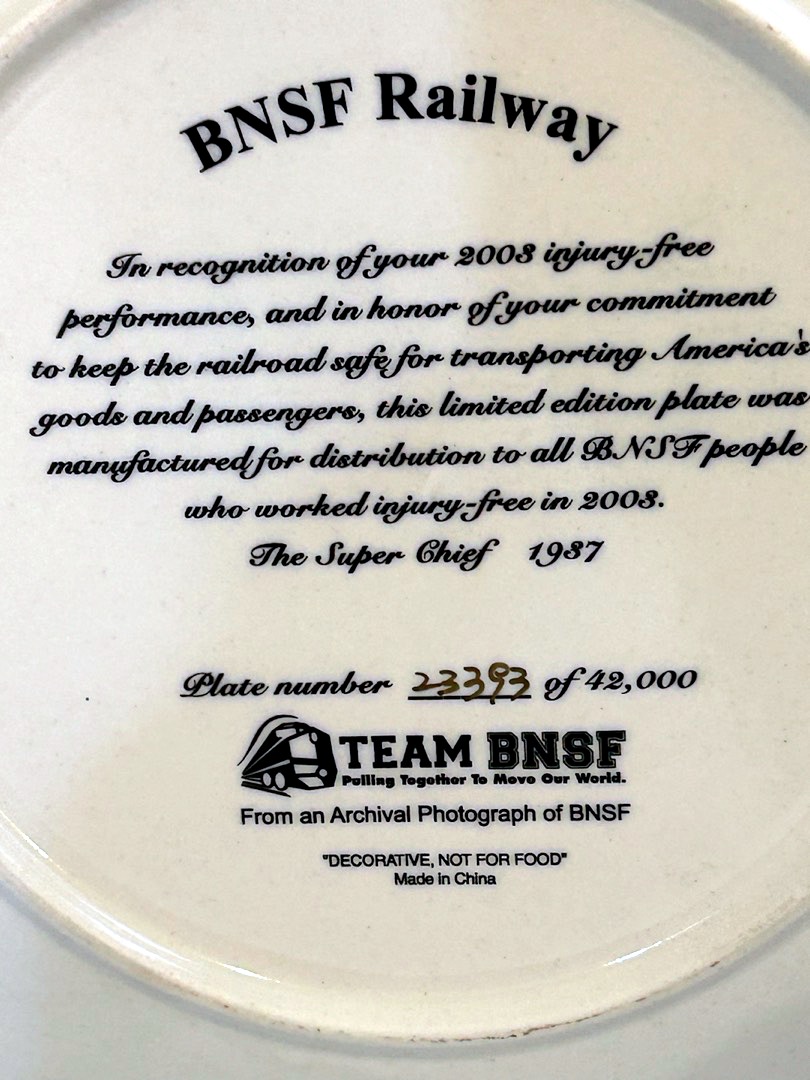 BNSF Railway
In recognition of your 2003 injury-free
performance, and in honor of your commitment
to keep the railroad safe for transporting America's
goods and passengers, this limited edition plate was
manufactured for distribution to all BNSF people
who worked injury-free in 2003.
The Super Chief 1937
Plate number 23393 of 42,000
TEAM BNSF
Pulling Together To Move Our World.
From an Archival Photograph of BNSF
"DECORATIVE, NOT FOR FOOD"
Made in China